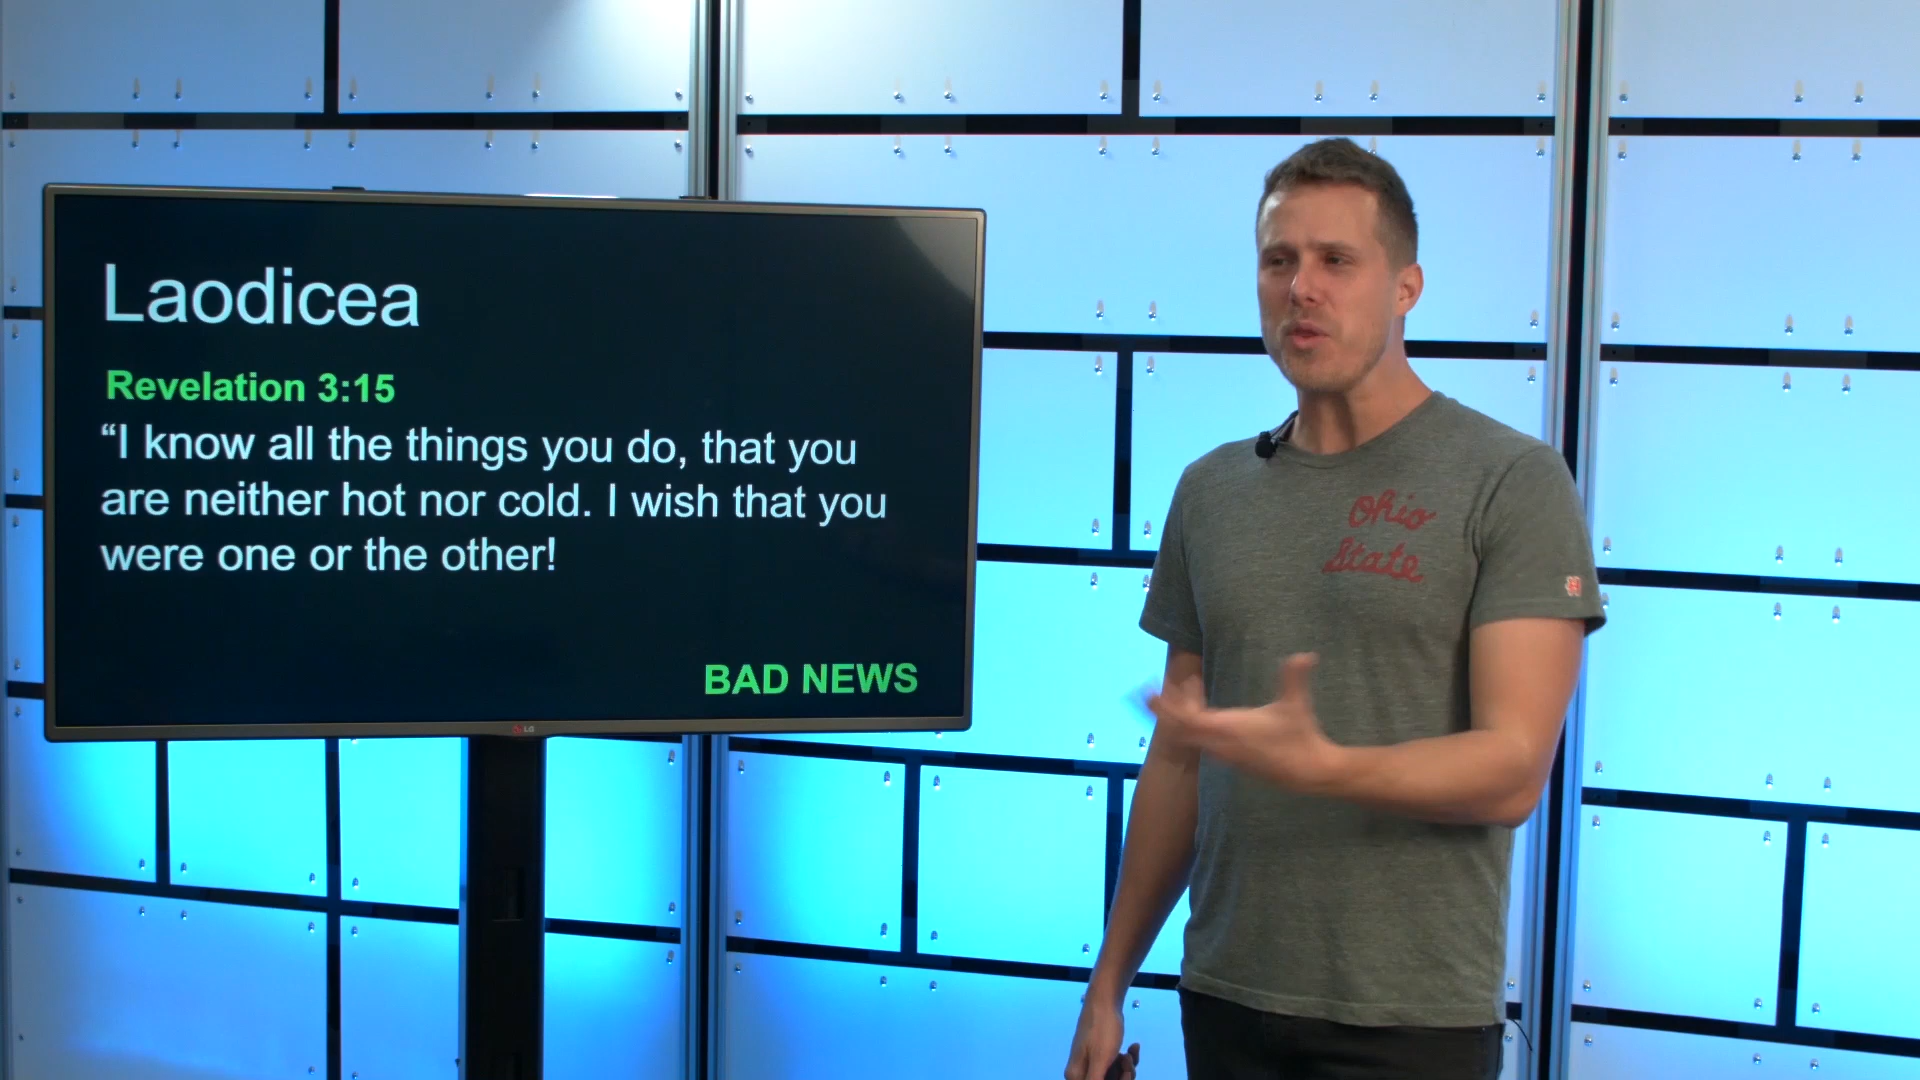 Laodicea
Revelation 3:15
“I know all the things you do, that you
are neither hot nor cold. I wish that you
were one or the other!
BAD NEWS
LG
Ohio
State